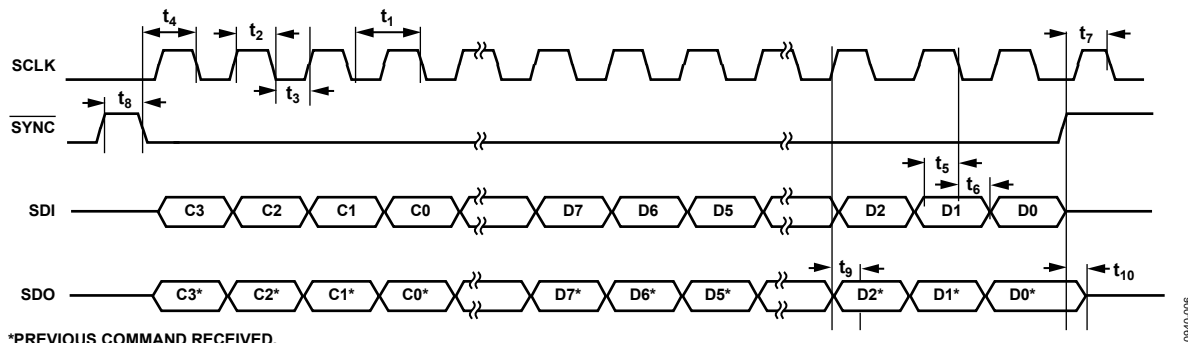 t4 t2 t1 t7
SCLK
t8 t3
SYNC
t5 t6
SDI C3 C2 C1 C0 D7 D6 D5 D2 D1 D0
t9 t10
SDO C3* C2* C1* C0* D7* D6* D5* D2* D1* D0*
*PREVIOUS COMMAND RECEIVED.